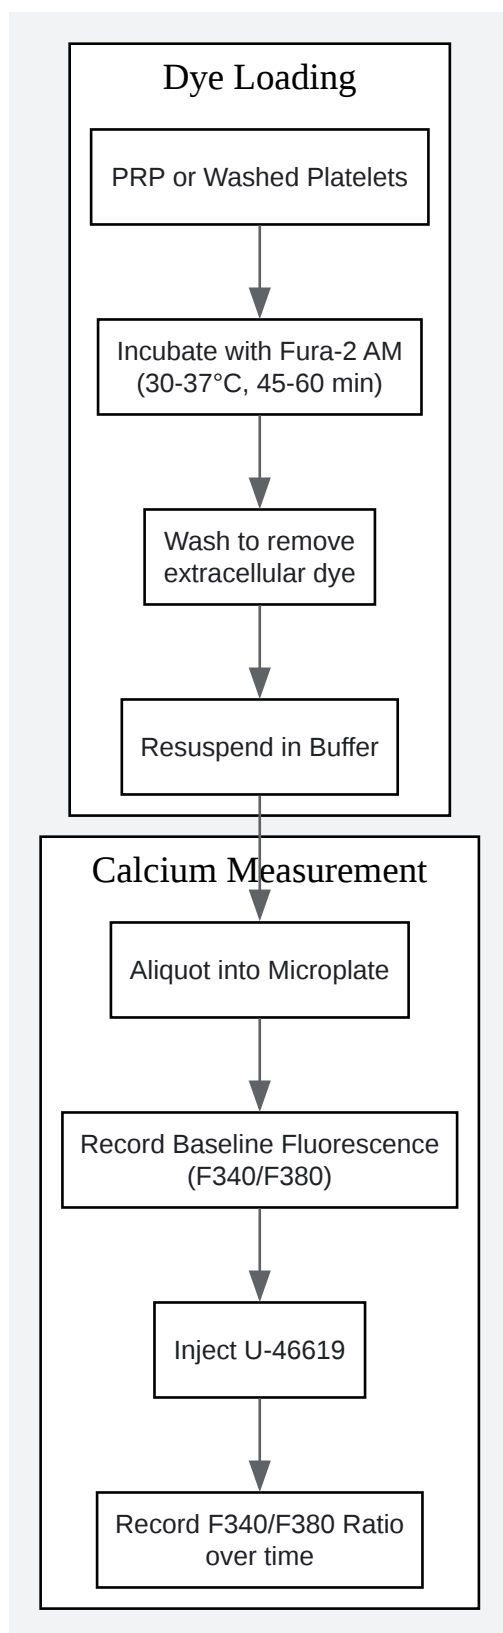 Dye Loading
PRP or Washed Platelets
Incubate with Fura-2 AM
(30-37°C, 45-60 min)
Wash to remove
extracellular dye
Resuspend in Buffer
Calcium Measurement
Aliquot into Microplate
Record Baseline Fluorescence
(F340/F380)
Inject U-46619
Record F340/F380 Ratio
over time